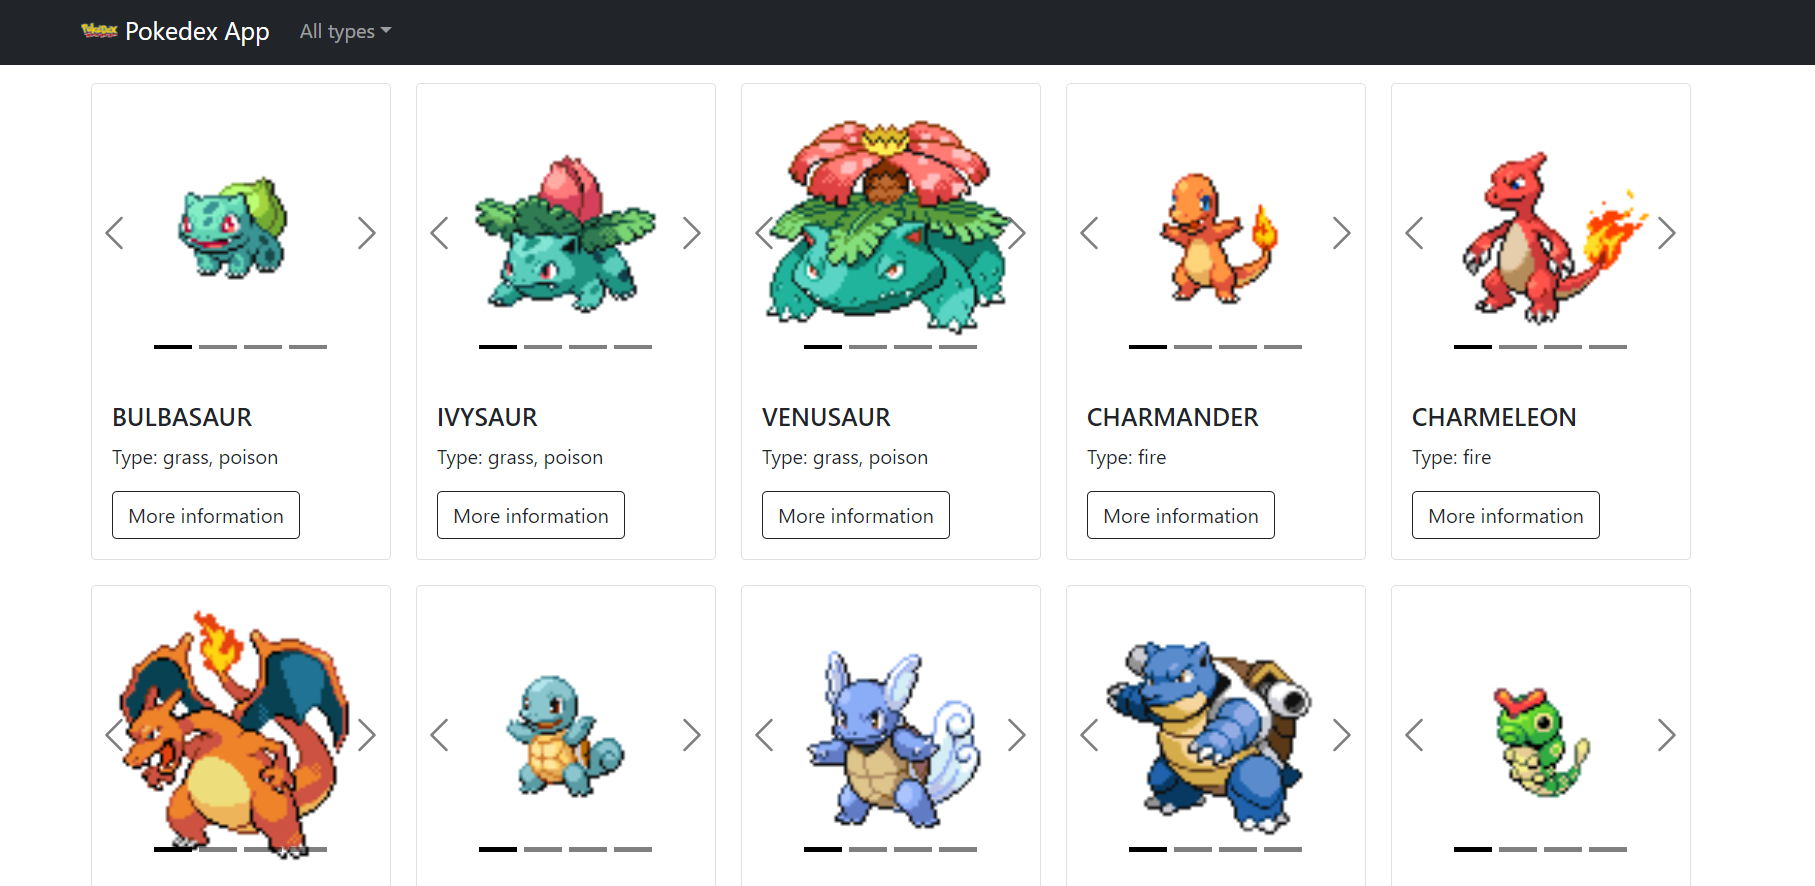 Pokedex App All types
BULBASAUR
Type: grass, poison
More information
IVYSAUR
Type: grass, poison
More information
VENUSAUR
Type: grass, poison
More information
CHARMANDER
Type: fire
More information
CHARMELEON
Type: fire
More information